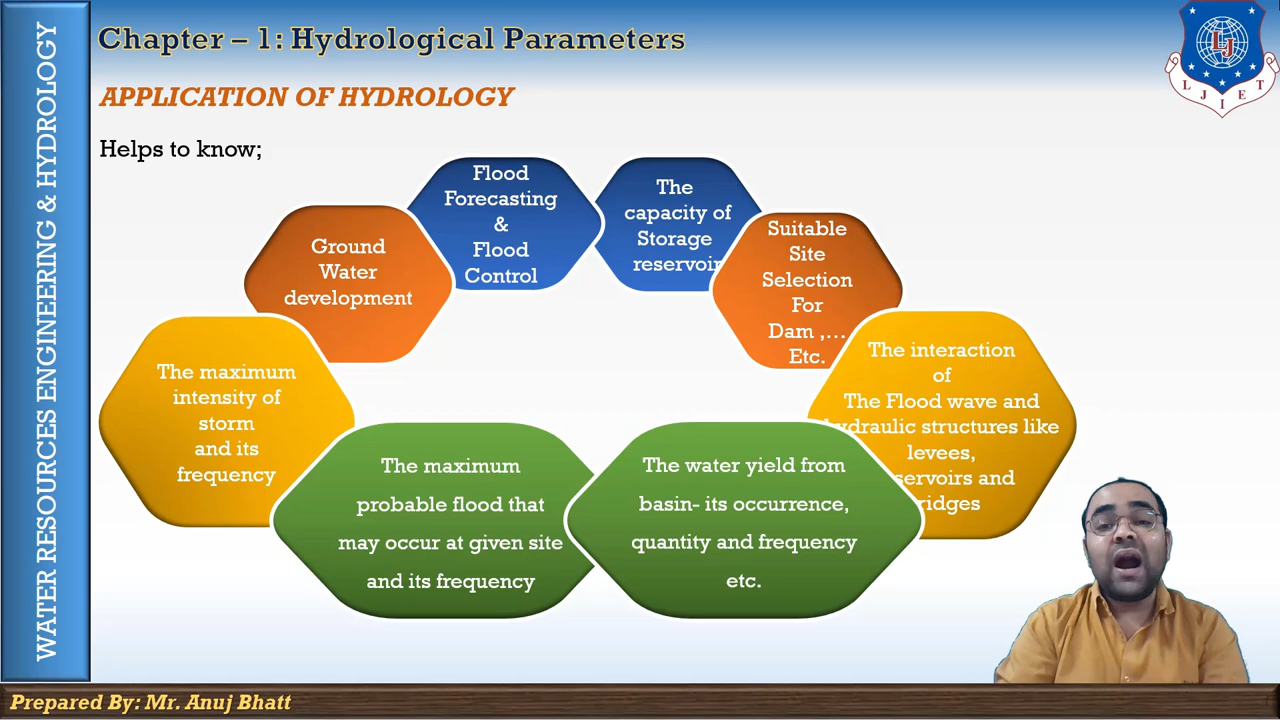 WATER RESOURCES ENGINEERING & HYDROLOGY
Chapter – 1: Hydrological Parameters
LJIET
APPLICATION OF HYDROLOGY
Helps to know;
Flood
Forecasting
&
Flood
Control
The
capacity of
Storage
reservoir
Ground
Water
development
Suitable
Site
Selection
For
Dam ,...
Etc.
The maximum
intensity of
storm
and its
frequency
The interaction
of
The Flood wave and
structures like
levees,
and
The maximum
probable flood that
may occur at given site
and its frequency
The water yield from
basin- its occurrence,
quantity and frequency
etc.
Prepared By: Mr. Anuj Bhatt